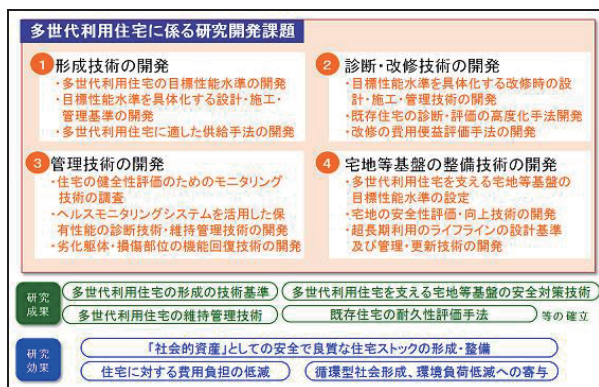 多世代利用住宅に係る研究開発課題
1 形成技術の開発
・多世代利用住宅の目標性能水準の開発
・目標性能水準を具体化する設計・施工・
管理基準の開発
・多世代利用住宅に適した供給手法の開発
2 診断・改修技術の開発
・目標性能水準を具体化する改修時の設
計・施工・管理技術の開発
・既存住宅の診断・評価の高度化手法開発
・改修の費用便益評価手法の開発
3 管理技術の開発
・住宅の健全性評価のためのモニタリング
技術の調査
・ヘルスモニタリングシステムを活用した保
有性能の診断技術・維持管理技術の開発
・劣化躯体・損傷部位の機能回復技術の開発
4 宅地等基盤の整備技術の開発
・多世代利用住宅を支える宅地等基盤の
目標性能水準の設定
・宅地の安全性評価・向上技術の開発
・超長期利用のライフラインの設計基準
及び管理・更新技術の開発
研究
成果
多世代利用住宅の形成の技術基準
多世代利用住宅を支える宅地等基盤の安全対策技術
多世代利用住宅の維持管理技術
既存住宅の耐久性評価手法
等の確立
研究
効果
「社会的資産」としての安全で良質な住宅ストックの形成・整備
住宅に対する費用負担の低減
循環型社会形成、環境負荷低減への寄与